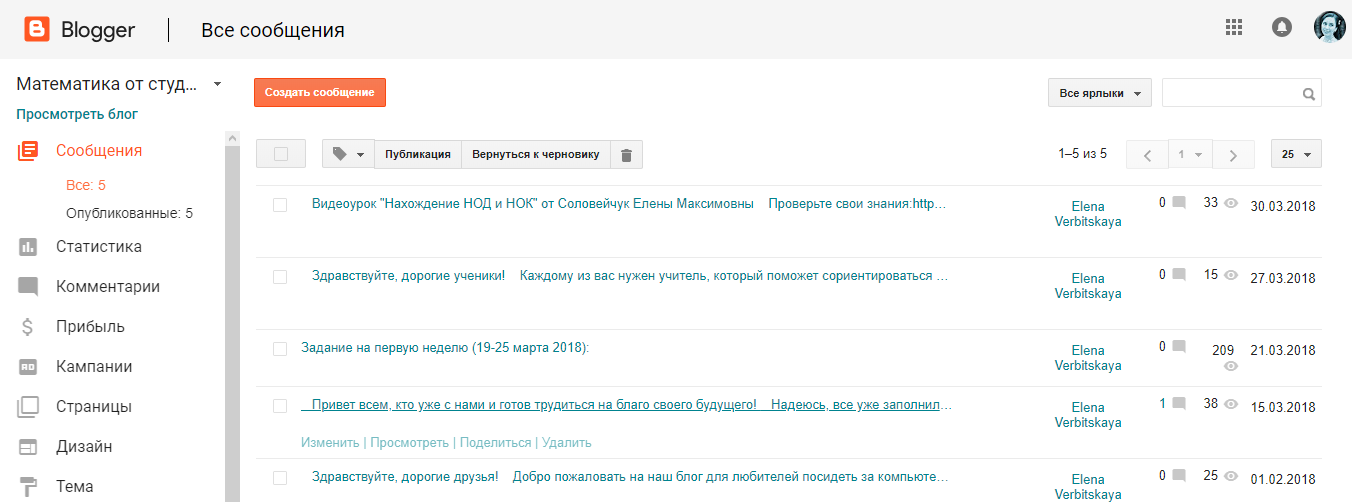 Blogger Все сообщения
Математика от студ...
Просмотреть блог
Сообщения
Все: 5
Опубликованные: 5
Статистика
Комментарии
Прибыль
Кампании
Страницы
Дизайн
Тема
Создать сообщение Все ярлыки
Публикация Вернуться к черновику 1–5 из 5 1 25
Видеоурок "Нахождение НОД и НОК" от Соловейчук Елены Максимовны Проверьте свои знания:http... Elena Verbitskaya 0 33 30.03.2018
Здравствуйте, дорогие ученики! Каждому из вас нужен учитель, который поможет сориентироваться ... Elena Verbitskaya 0 15 27.03.2018
Задание на первую неделю (19-25 марта 2018): Elena Verbitskaya 0 209 21.03.2018
Привет всем, кто уже с нами и готов трудиться на благо своего будущего! Надеюсь, все уже заполнил... Elena Verbitskaya 1 38 15.03.2018
Изменить | Просмотреть | Поделиться | Удалить
Здравствуйте, дорогие друзья! Добро пожаловать на наш блог для любителей посидеть за компьюте... Elena Verbitskaya 0 25 01.02.2018